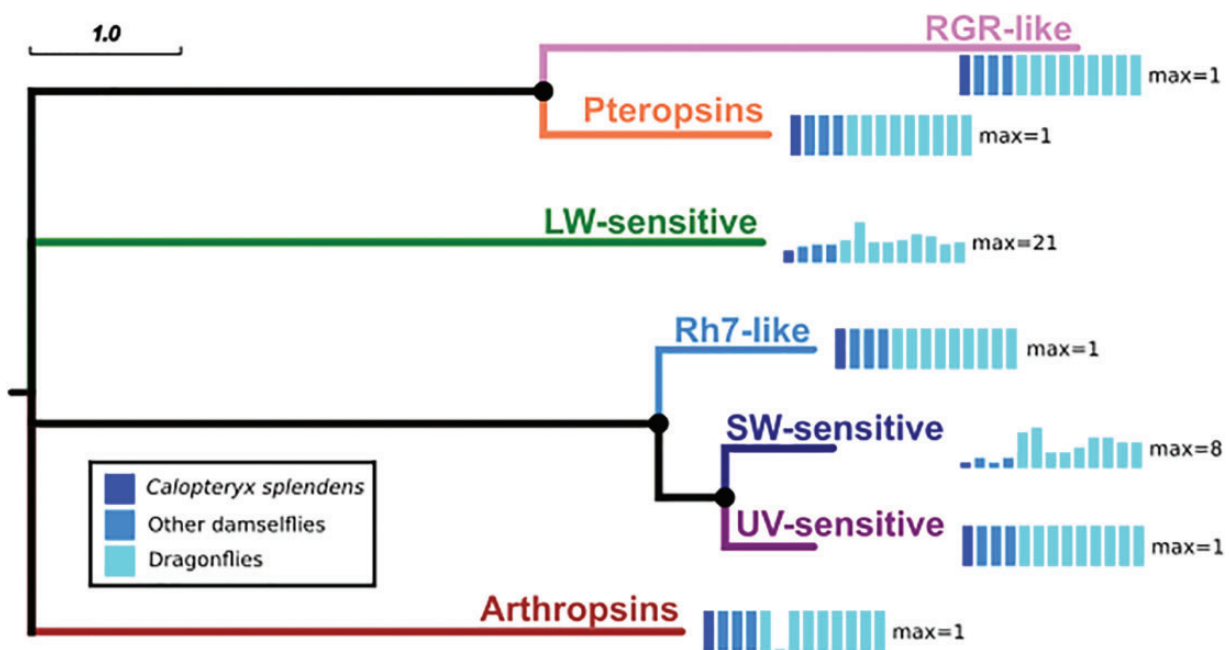 1.0
RGR-like
max=1
Pteropsins
max=1
LW-sensitive
max=21
Rh7-like
max=1
SW-sensitive
max=8
UV-sensitive
max=1
Calopteryx splendens
Other damselflies
Dragonflies
Arthropsins
max=1